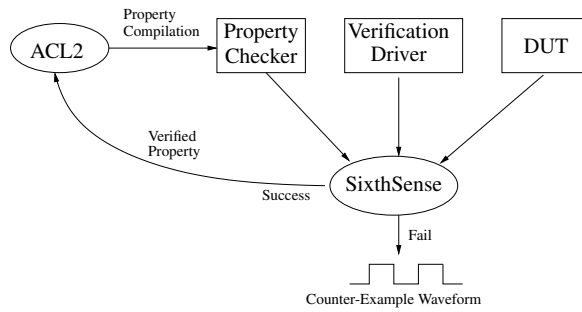 Property
Compilation
ACL2
Property
Checker
Verification
Driver
DUT
Verified
Property
Success
SixthSense
Fail
Counter-Example Waveform